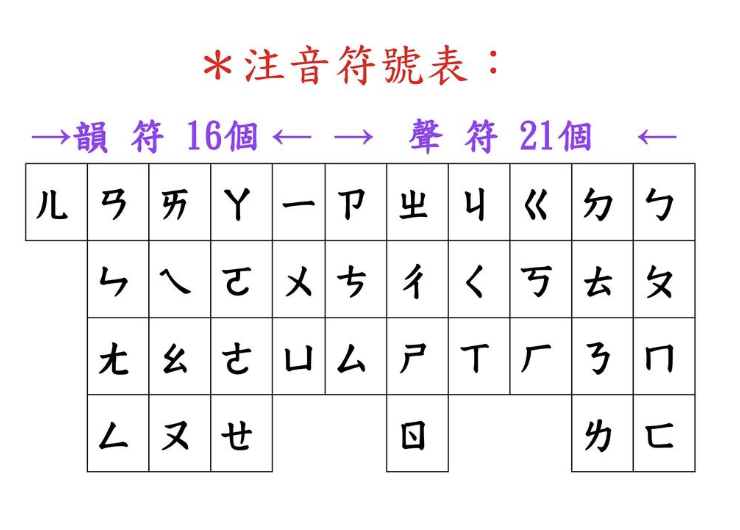 ＊注音符號表：
→韻 符 16個 ← → 聲 符 21個 ←
ㄦ ㄢ ㄞ ㄚ ㄧ ㄗ ㄓ ㄐ ㄍ ㄉ ㄅ
ㄣ ㄟ ㄛ ㄨ ㄘ ㄔ ㄑ ㄎ ㄊ ㄆ
ㄤ ㄠ ㄜ ㄩ ㄙ ㄕ ㄒ ㄏ ㄋ ㄇ
ㄥ ㄡ ㄝ ㄖ ㄌ ㄈ